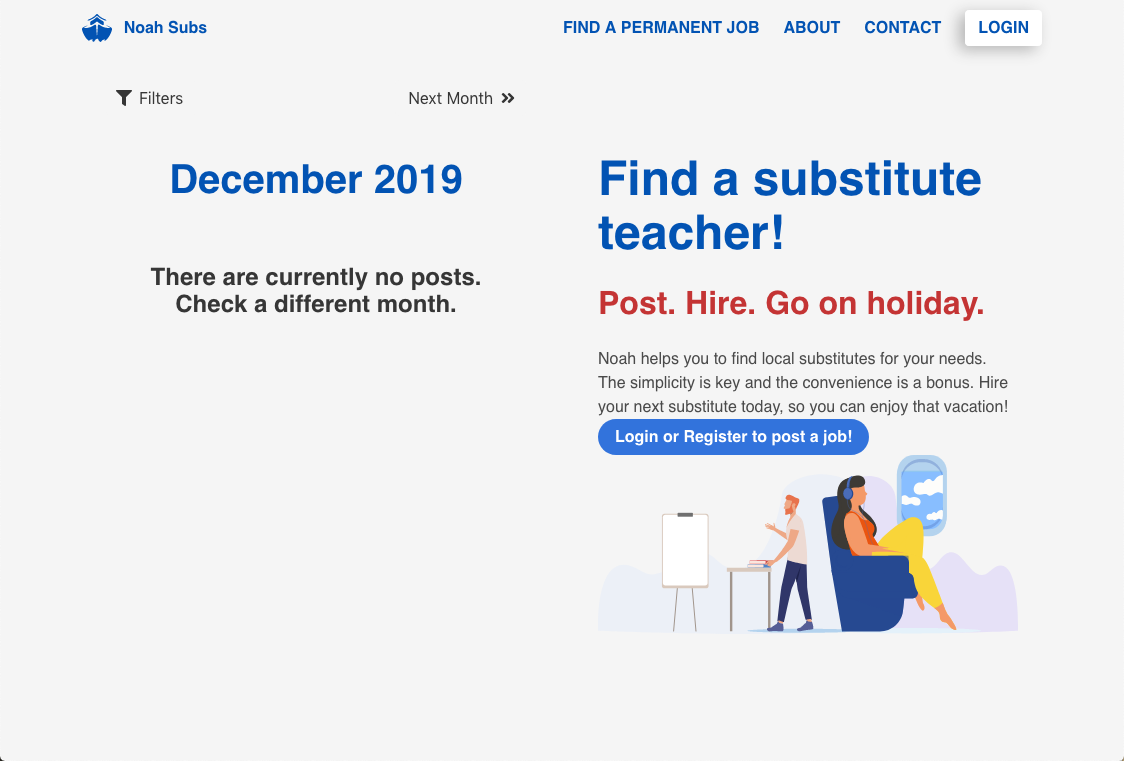 Noah Subs
FIND A PERMANENT JOB
ABOUT
CONTACT
LOGIN
Filters
Next Month
December 2019
There are currently no posts.
Check a different month.
Find a substitute
teacher!
Post. Hire. Go on holiday.
Noah helps you to find local substitutes for your needs.
The simplicity is key and the convenience is a bonus. Hire
your next substitute today, so you can enjoy that vacation!
Login or Register to post a job!